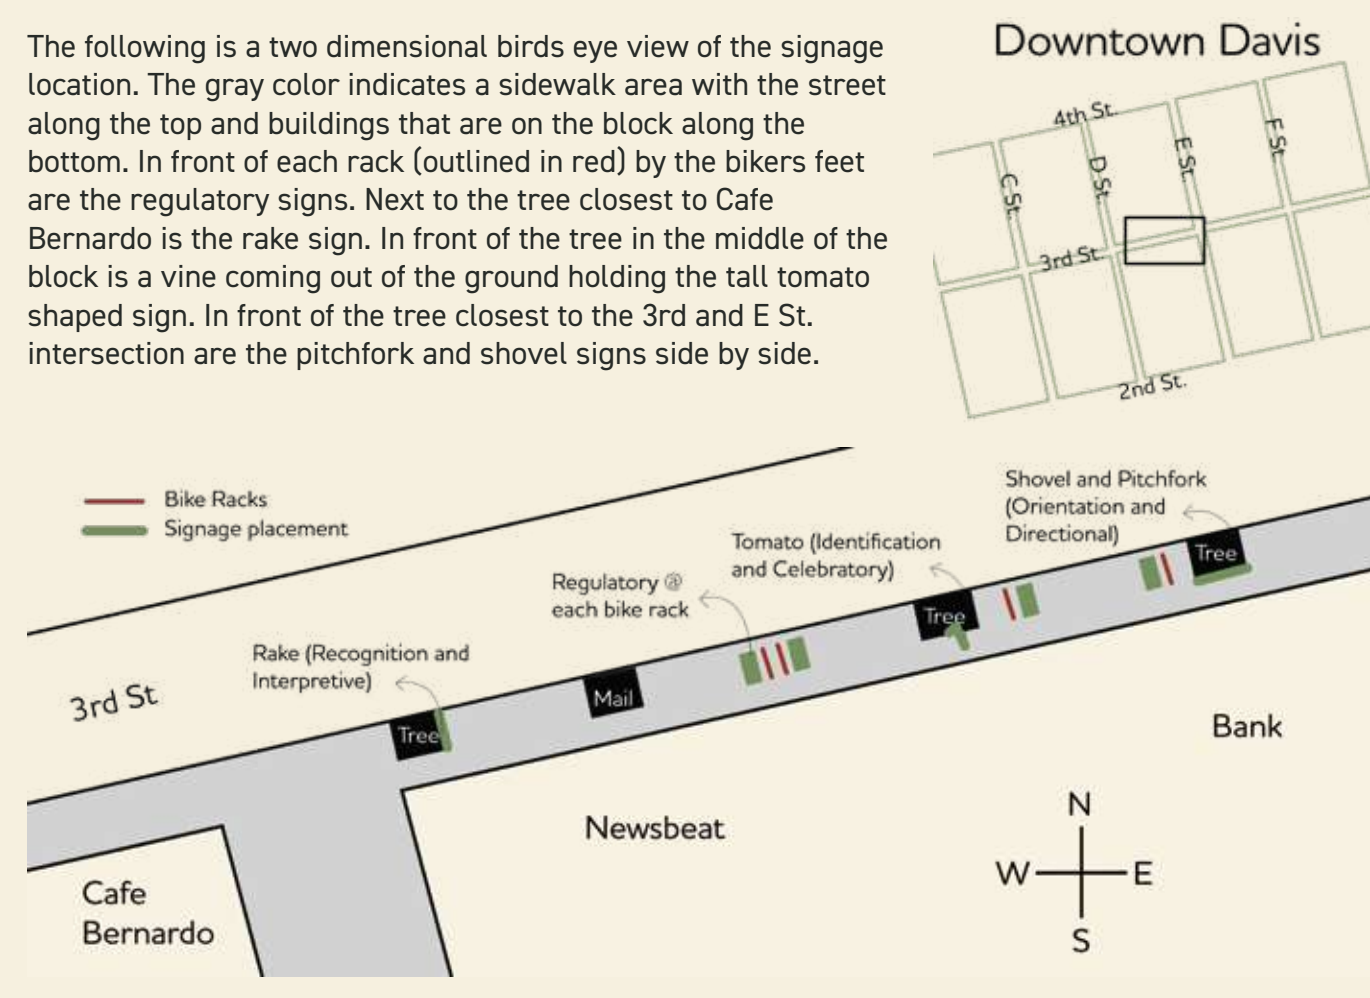 The following is a two dimensional birds eye view of the signage
location. The gray color indicates a sidewalk area with the street
along the top and buildings that are on the block along the
bottom. In front of each rack (outlined in red) by the bikers feet
are the regulatory signs. Next to the tree closest to Cafe
Bernardo is the rake sign. In front of the tree in the middle of the
block is a vine coming out of the ground holding the tall tomato
shaped sign. In front of the tree closest to the 3rd and E St.
intersection are the pitchfork and shovel signs side by side.
Downtown Davis
4th St.
C St.
D St.
E St.
F St.
3rd St.
2nd St.
Bike Racks
Signage placement
Shovel and Pitchfork
(Orientation and
Directional)
Tree
Tomato (Identification
and Celebratory)
Tree
Regulatory @
each bike rack
Rake (Recognition and
Interpretive)
Mail
Tree
3rd St
Bank
Newsbeat
Cafe
Bernardo
N
W
E
S